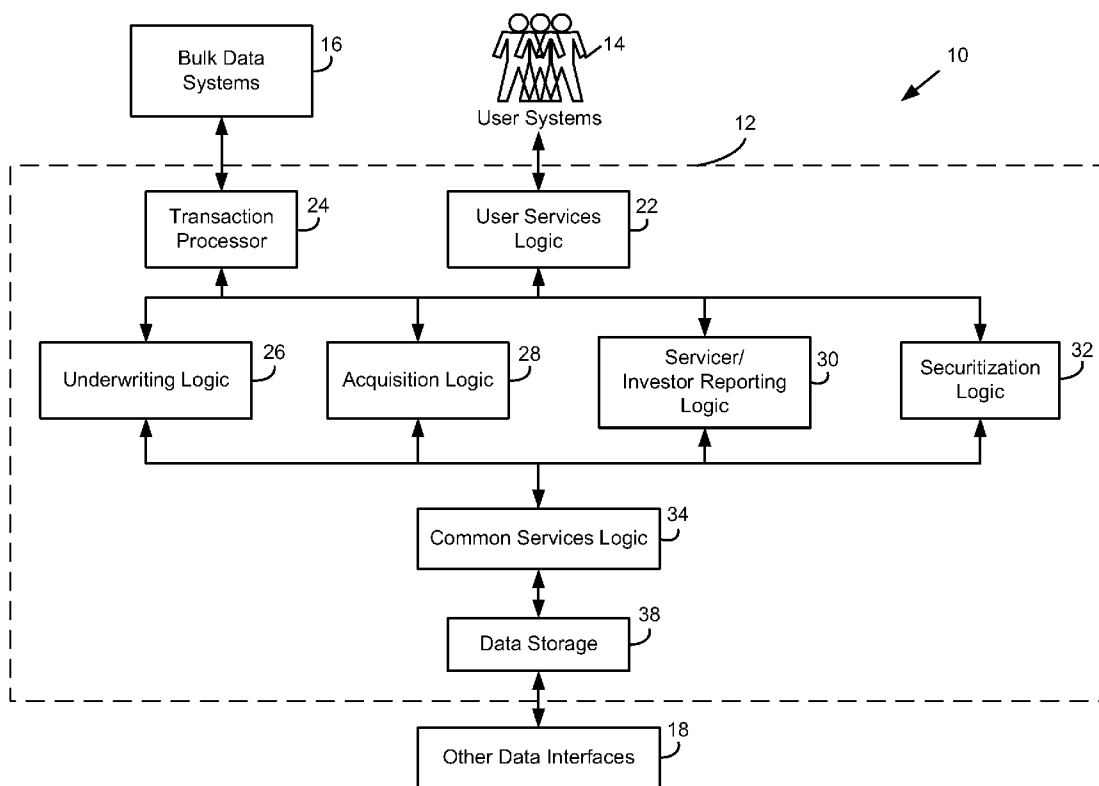 Bulk Data
Systems
16
14
User Systems
10
12
Transaction
Processor
24
User Services
Logic
22
Underwriting Logic
26
Acquisition Logic
28
Servicer/
Investor Reporting
Logic
30
Securitization
Logic
32
Common Services Logic
34
Data Storage
38
Other Data Interfaces
18